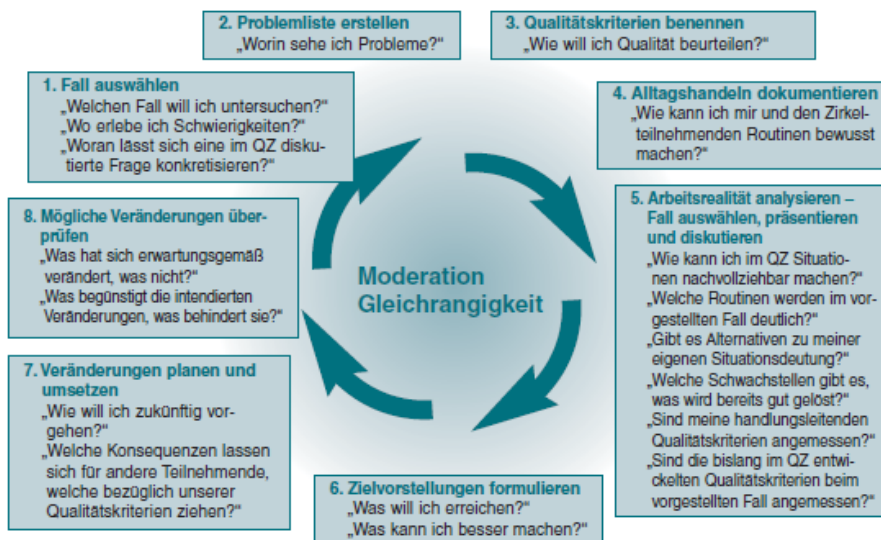 2. Problemliste erstellen
„Worin sehe ich Probleme?“
3. Qualitätskriterien benennen
„Wie will ich Qualität beurteilen?“
1. Fall auswählen
„Welchen Fall will ich untersuchen?“
„Wo erlebe ich Schwierigkeiten?“
„Woran lässt sich eine im QZ disku-
tierte Frage konkretisieren?“
4. Alltagshandeln dokumentieren
„Wie kann ich mir und den Zirkel-
teilnehmenden Routinen bewusst
machen?“
5. Arbeitsrealität analysieren –
Fall auswählen, präsentieren
und diskutieren
„Wie kann ich im QZ Situatio-
nen nachvollziehbar machen?“
„Welche Routinen werden im vor-
gestellten Fall deutlich?“
„Gibt es Alternativen zu meiner
eigenen Situationsdeutung?“
„Welche Schwachstellen gibt es,
was wird bereits gut gelöst?“
„Sind meine handlungsleitenden
Qualitätskriterien angemessen?“
„Sind die bislang im QZ entwi-
ckelten Qualitätskriterien beim
vorgestellten Fall angemessen?“
8. Mögliche Veränderungen über-
prüfen
„Was hat sich erwartungsgemäß
verändert, was nicht?“
„Was begünstigt die intendierten
Veränderungen, was behindert sie?“
Moderation
Gleichrangigkeit
7. Veränderungen planen und
umsetzen
„Wie will ich zukünftig vor-
gehen?“
„Welche Konsequenzen lassen
sich für andere Teilnehmende,
welche bezüglich unserer
Qualitätskriterien ziehen?“
6. Zielvorstellungen formulieren
„Was will ich erreichen?“
„Was kann ich besser machen?“